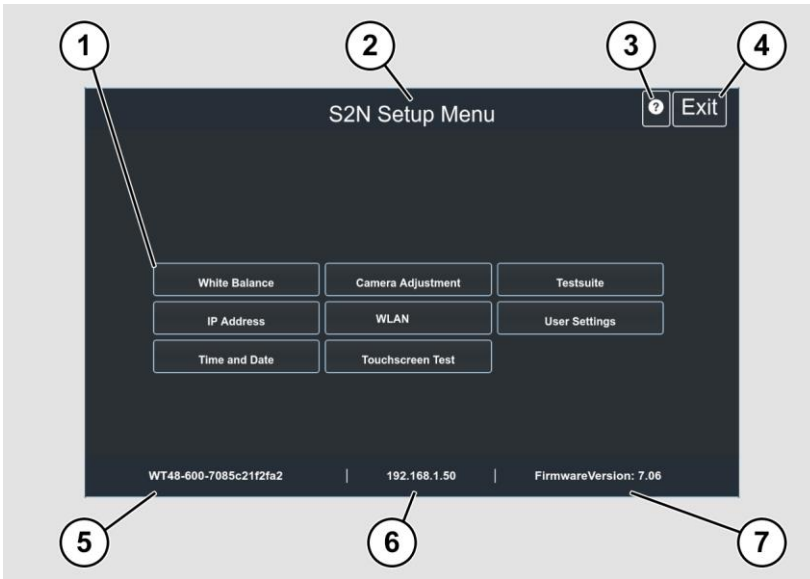 1 2 3 4
S2N Setup Menu ? Exit
White Balance Camera Adjustment Testsuite
IP Address WLAN User Settings
Time and Date Touchscreen Test
WT48-600-7085c21f2fa2 | 192.168.1.50 | FirmwareVersion: 7.06
5 6 7